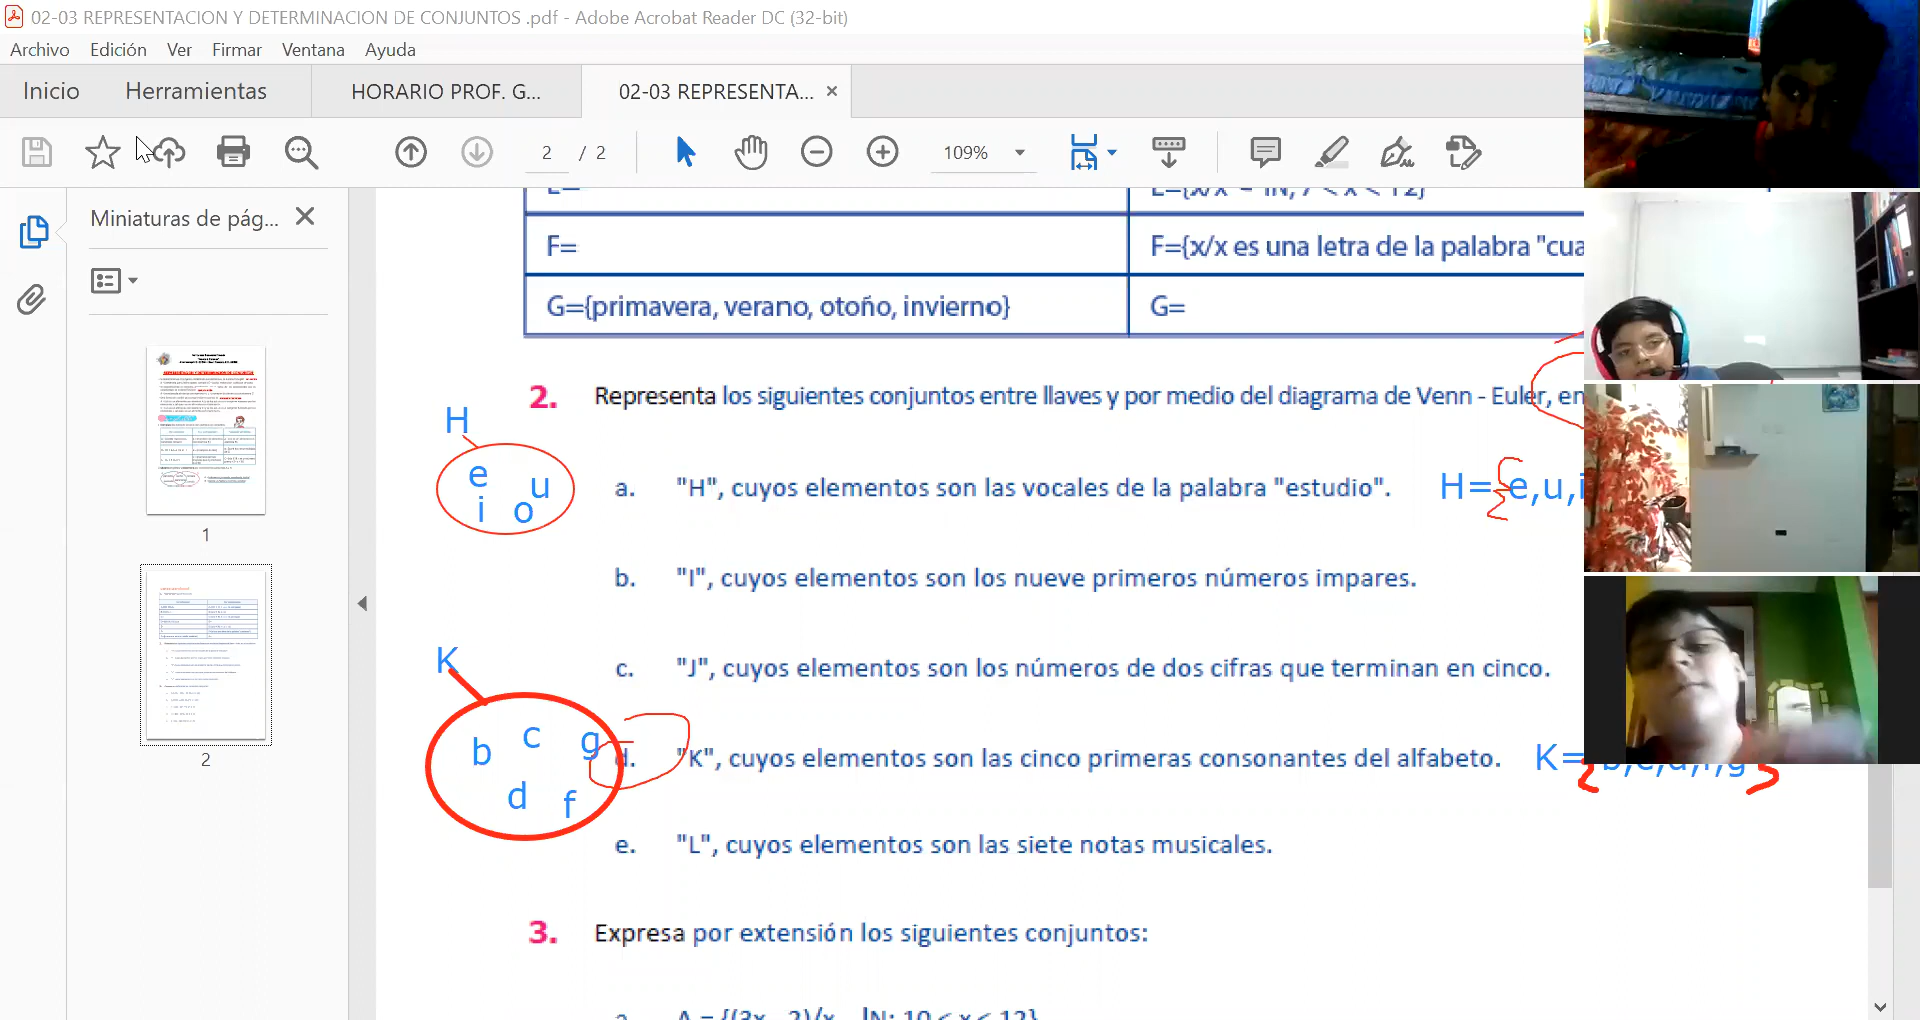 02-03 REPRESENTACION Y DETERMINACION DE CONJUNTOS .pdf - Adobe Acrobat Reader DC (32-bit)
Archivo Edición Ver Firmar Ventana Ayuda
Inicio Herramientas HORARIO PROF. G... 02-03 REPRESENTA... ×
2 / 2 109%
Miniaturas de pág...
F= F={x/x es una letra de la palabra "cua
G={primavera, verano, otoño, invierno} G=
2. Representa los siguientes conjuntos entre llaves y por medio del diagrama de Venn - Euler, en
H
e u
i o
a. "H", cuyos elementos son las vocales de la palabra "estudio". H={e,u,i
b. "I", cuyos elementos son los nueve primeros números impares.
c. "J", cuyos elementos son los números de dos cifras que terminan en cinco.
K
b c g
d f
d. "K", cuyos elementos son las cinco primeras consonantes del alfabeto. K={b,c,d,f,g}
e. "L", cuyos elementos son las siete notas musicales.
3. Expresa por extensión los siguientes conjuntos:
1
2